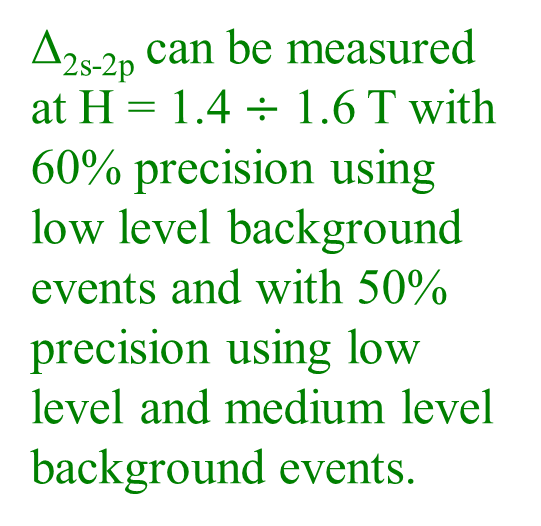 Δ2s-2p can be measured
at H = 1.4 ÷ 1.6 T with
60% precision using
low level background
events and with 50%
precision using low
level and medium level
background events.